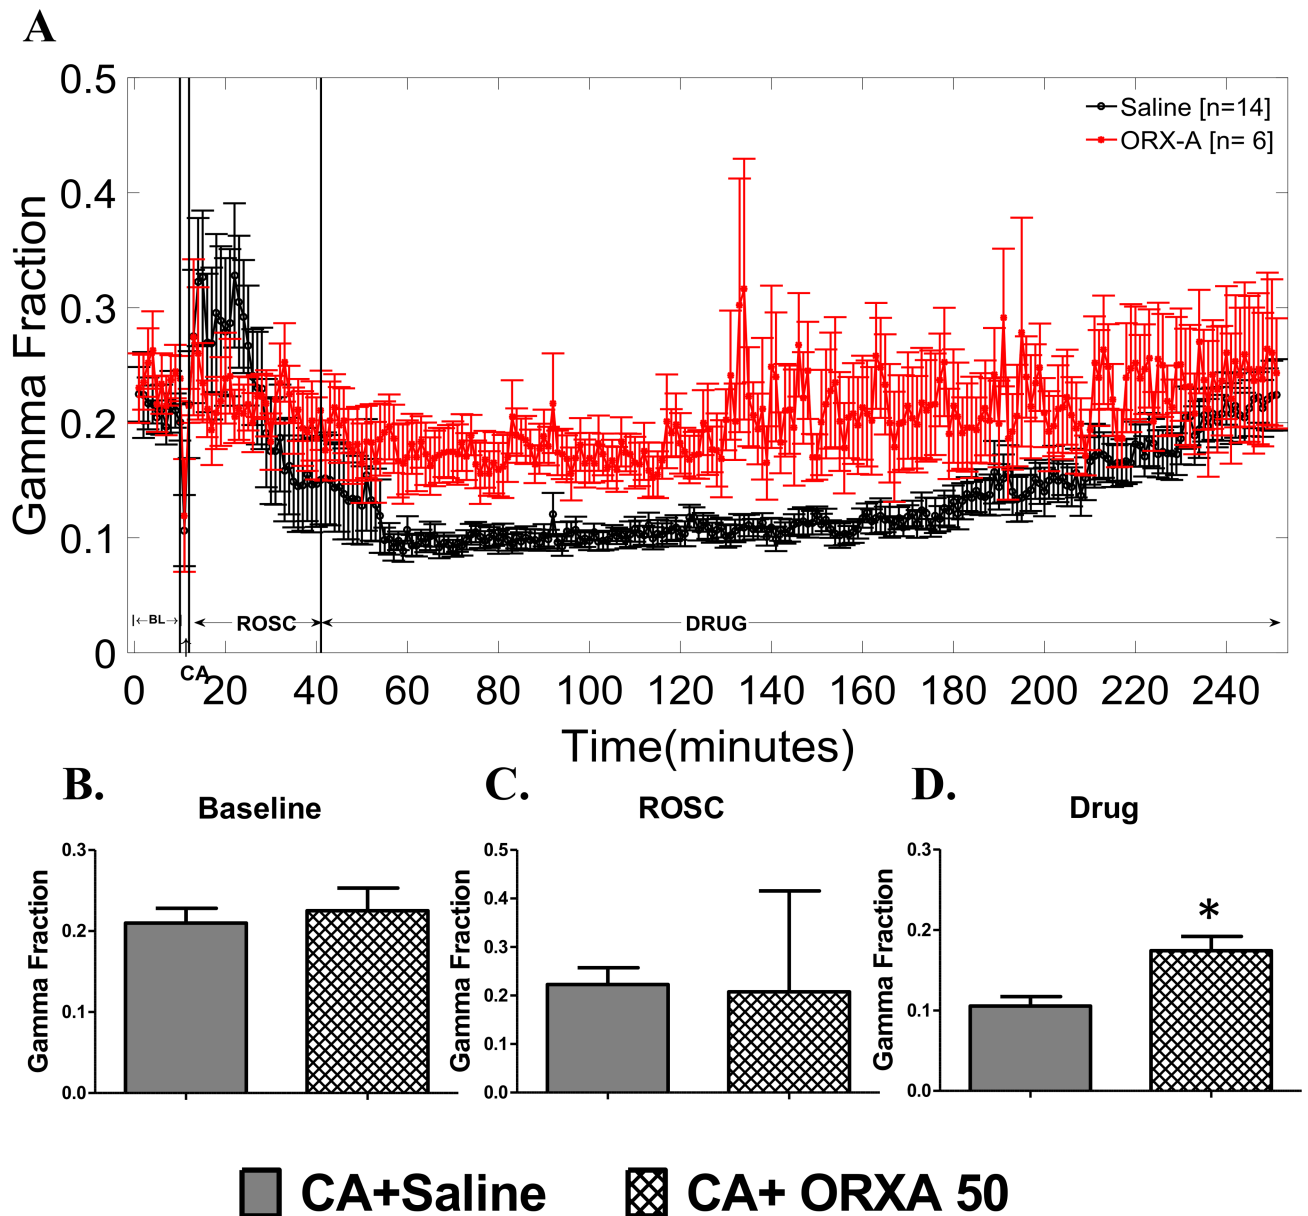 A
0.5
0.4
0.3
0.2
0.1
0
Gamma Fraction
Saline [n=14]
ORX-A [n= 6]
BL
CA
ROSC
DRUG
0 20 40 60 80 100 120 140 160 180 200 220 240
Time(minutes)
B.
Baseline
0.3
0.2
0.1
0.0
Gamma Fraction
C.
ROSC
0.5
0.4
0.3
0.2
0.1
0.0
Gamma Fraction
D.
Drug
0.3
0.2
0.1
0.0
Gamma Fraction
*
CA+Saline
CA+ ORXA 50